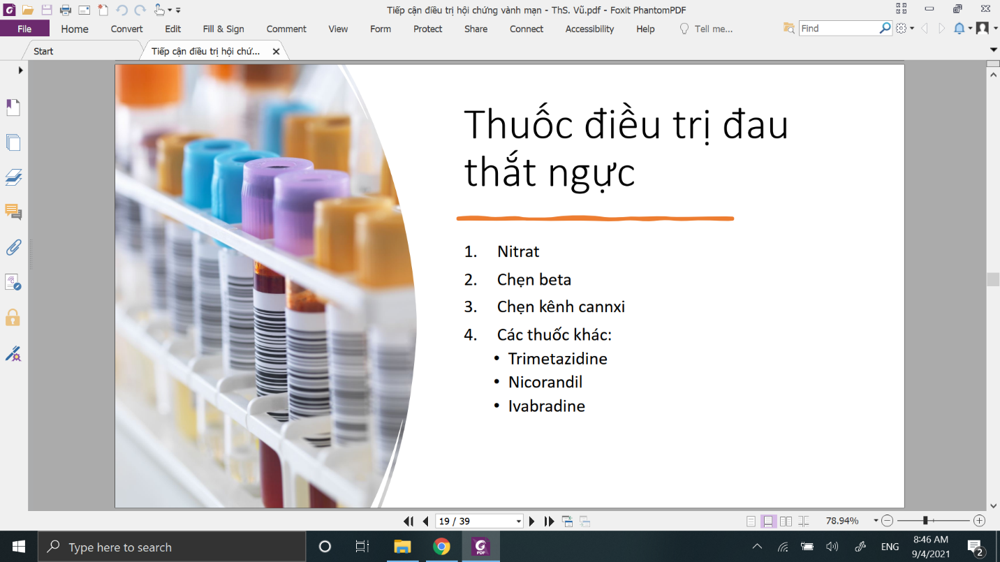 Tiếp cận điều trị hội chứng vành mạn - ThS. Vũ.pdf - Foxit PhantomPDF
File Home Convert Edit Fill & Sign Comment View Form Protect Share Connect Accessibility Help Tell me... Find
Start Tiếp cận điều trị hội chứ...
Thuốc điều trị đau
thắt ngực
1. Nitrat
2. Chẹn beta
3. Chẹn kênh cannxi
4. Các thuốc khác:
• Trimetazidine
• Nicorandil
• Ivabradine
19 / 39 78.94%
Type here to search
PDF
ENG
8:46 AM
9/4/2021
2